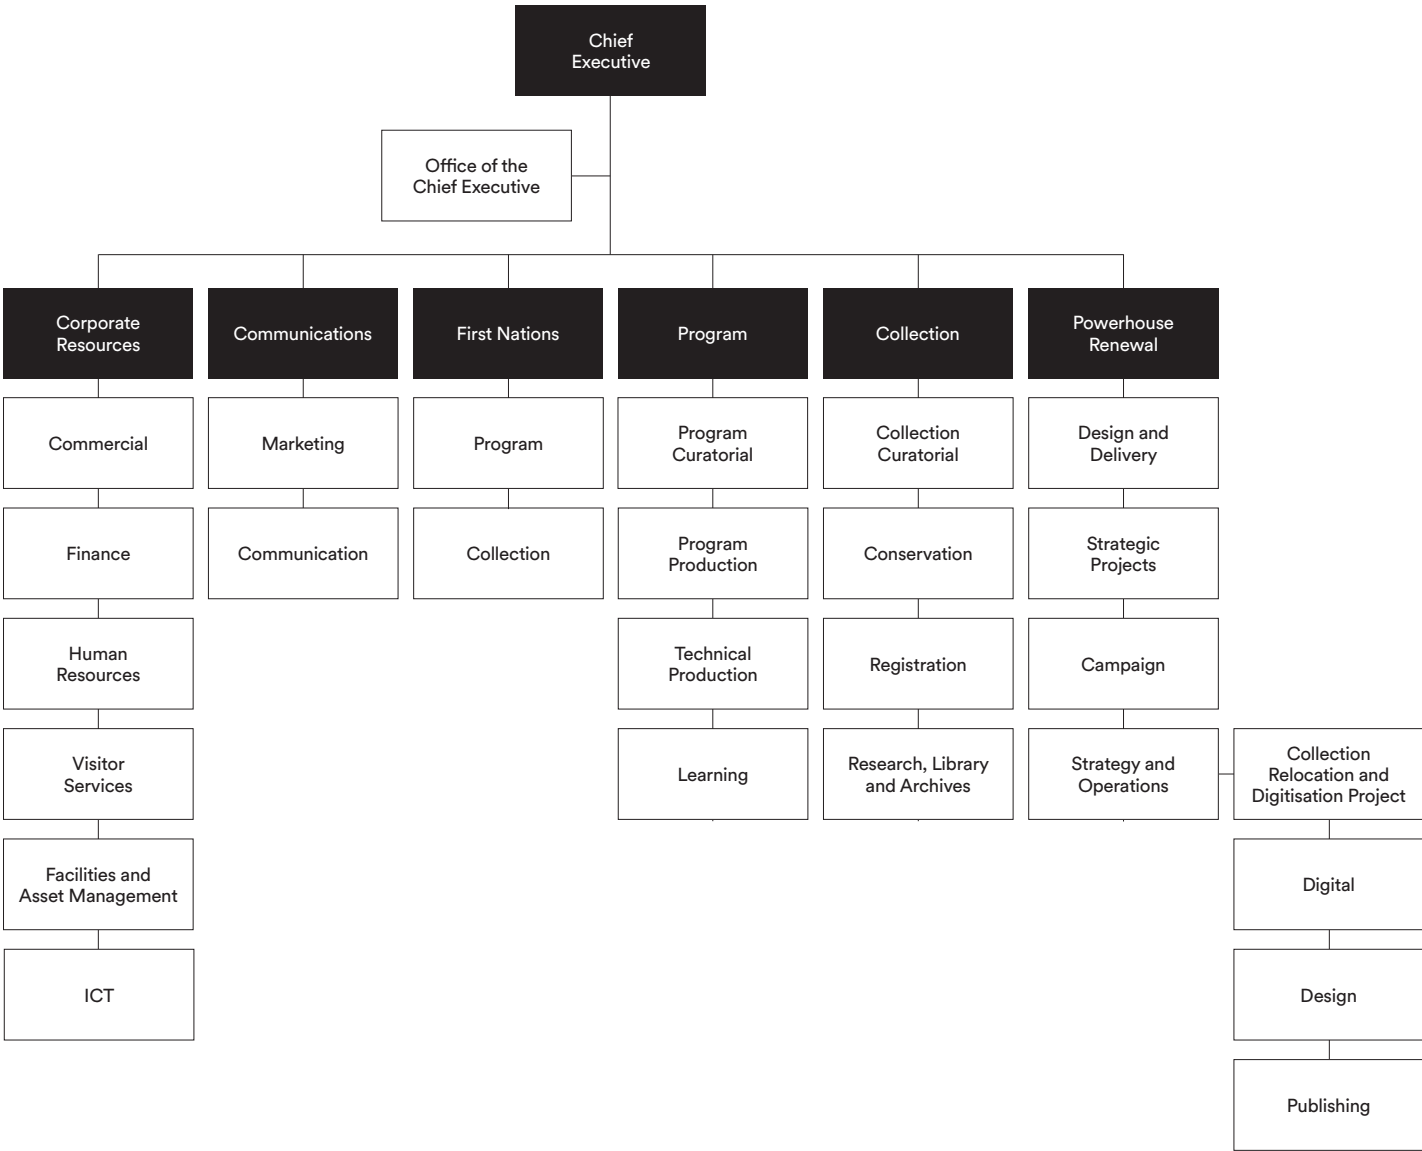 Chief
Executive
Office of the
Chief Executive
Corporate
Resources
Communications
First Nations
Program
Collection
Powerhouse
Renewal
Commercial
Marketing
Program
Program
Curatorial
Collection
Curatorial
Design and
Delivery
Finance
Communication
Collection
Program
Production
Conservation
Strategic
Projects
Human
Resources
Technical
Production
Registration
Campaign
Visitor
Services
Learning
Research, Library
and Archives
Strategy and
Operations
Collection
Relocation and
Digitisation Project
Facilities and
Asset Management
Digital
ICT
Design
Publishing